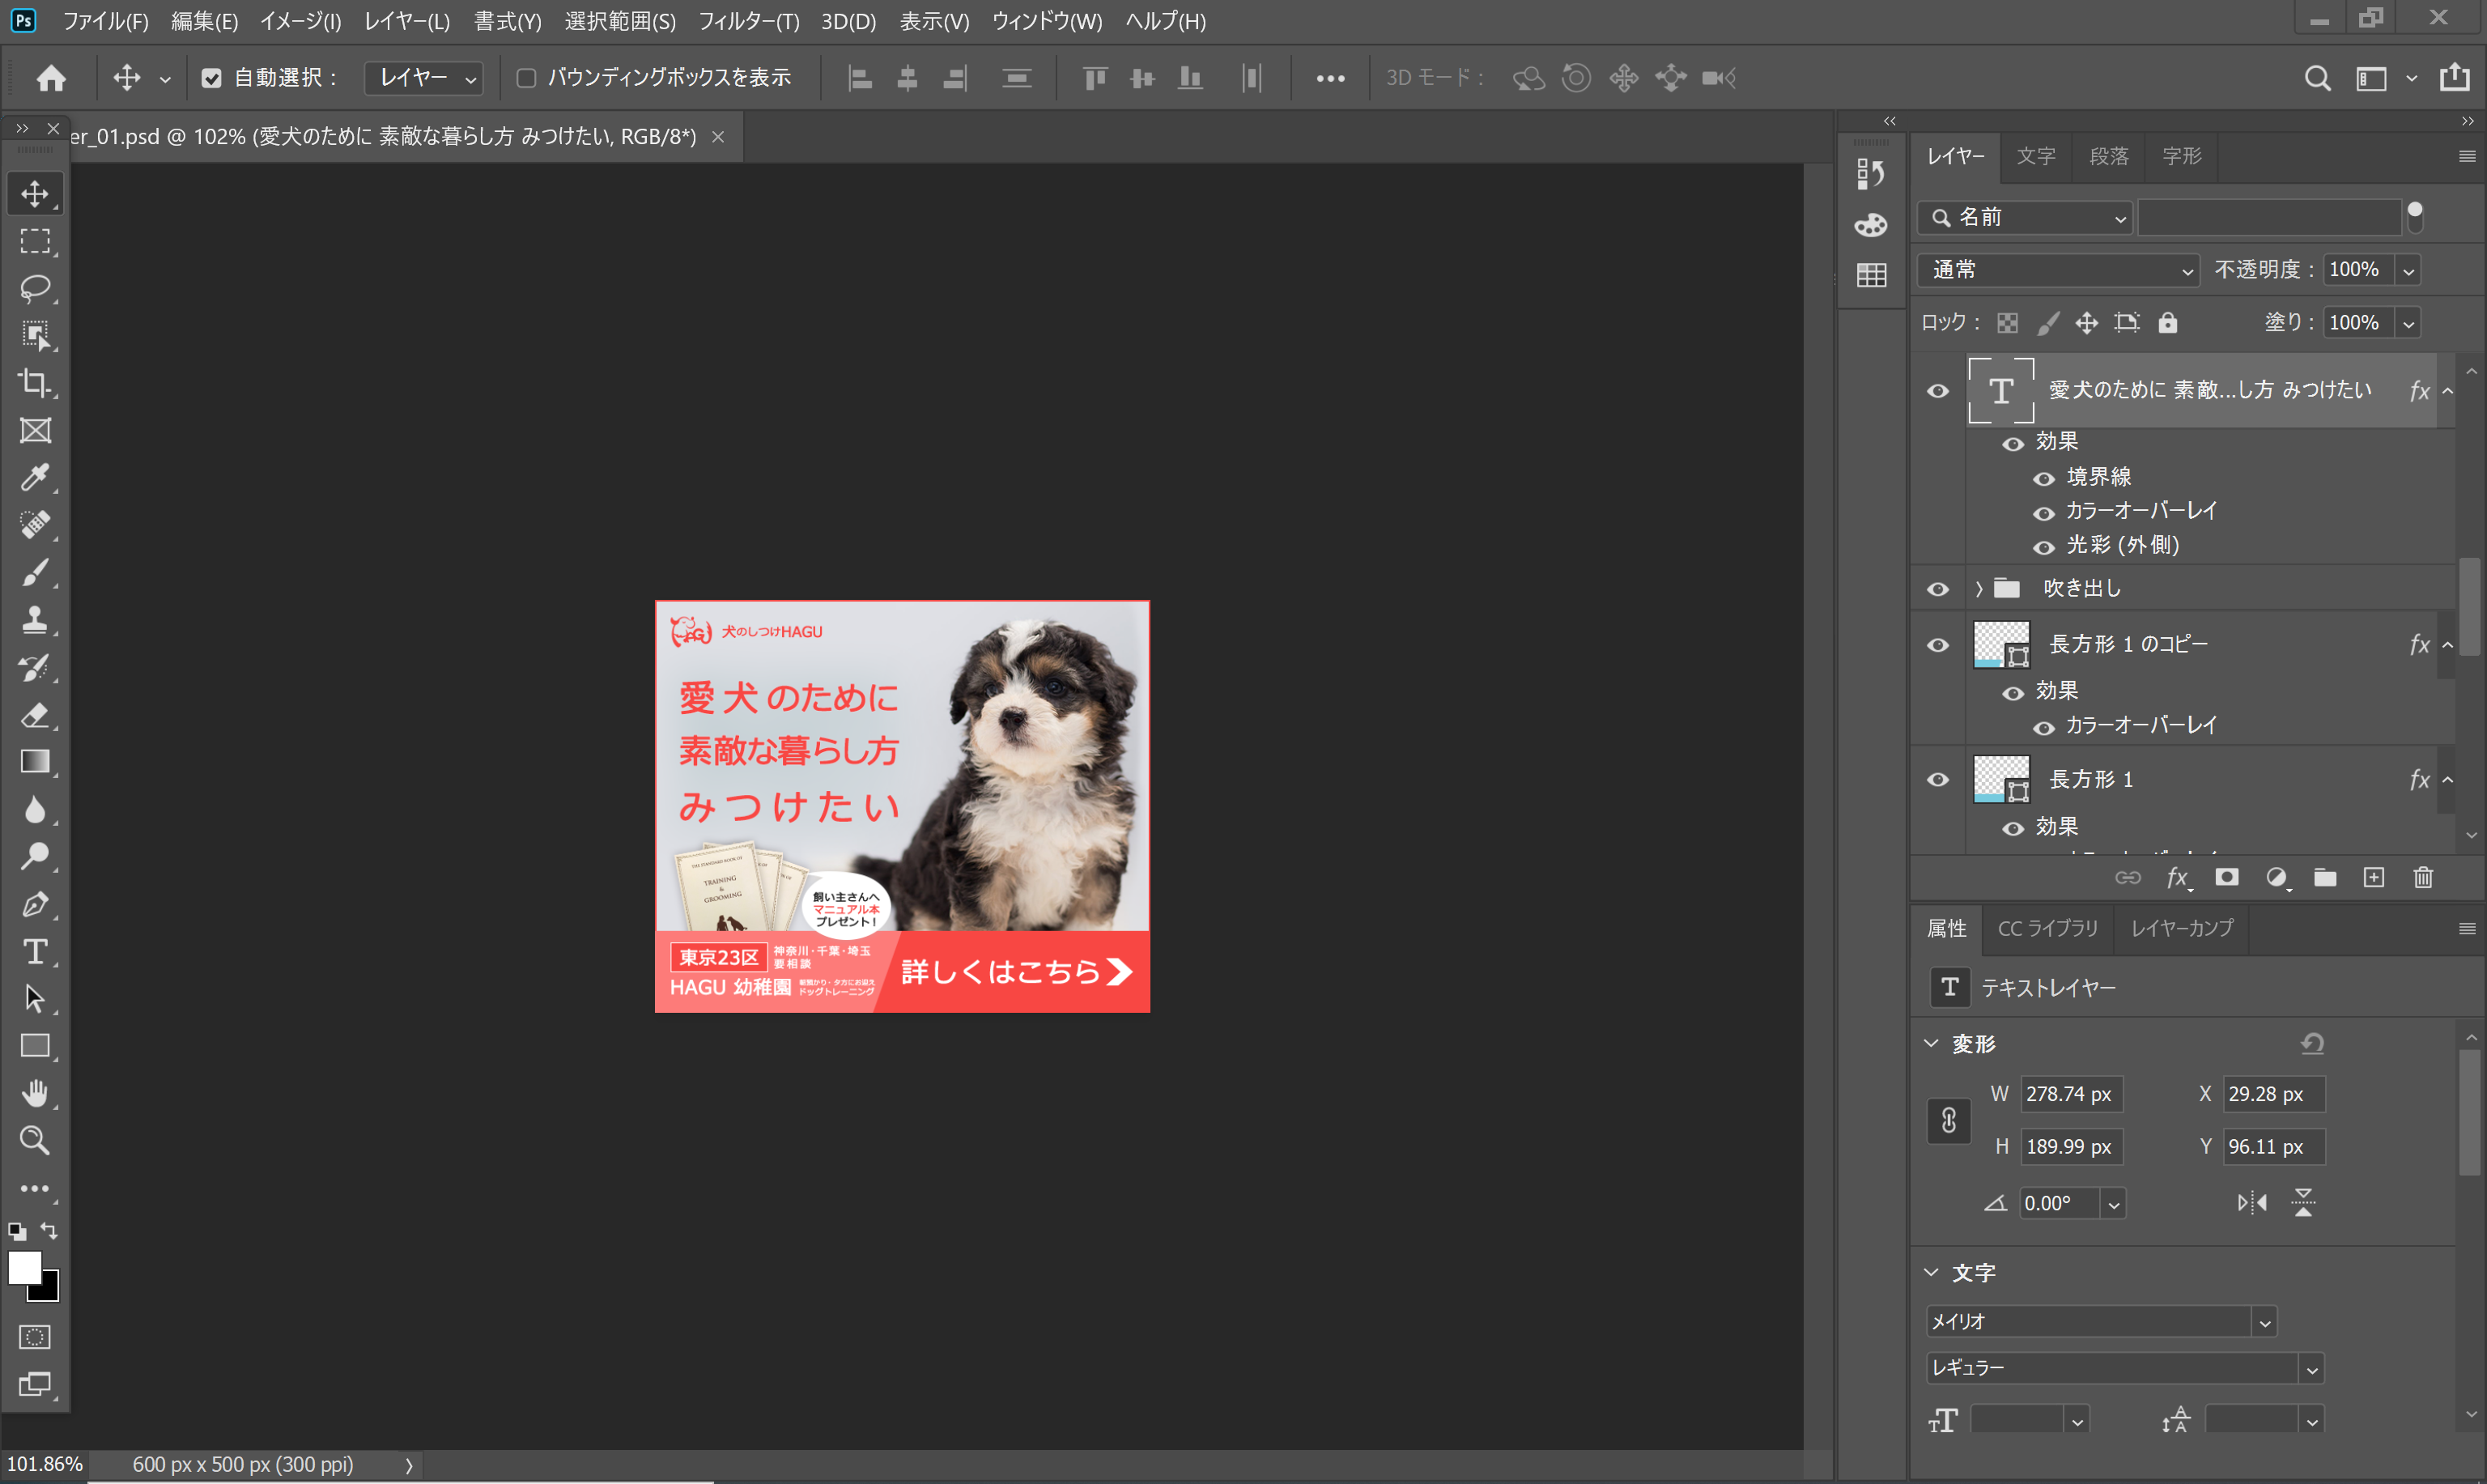 Ps ファイル(F) 編集(E) イメージ(I) レイヤー(L) 書式(Y) 選択範囲(S) フィルター(T) 3D(D) 表示(V) ウィンドウ(W) ヘルプ(H)
自動選択： レイヤー バウンディングボックスを表示 3D モード：
er_01.psd @ 102% (愛犬のために 素敵な暮らし方 みつけたい, RGB/8*)
犬のしつけHAGU
愛犬のために
素敵な暮らし方
みつけたい
TRAINING
&
GROOMING
飼い主さんへ
マニュアル本
プレゼント！
東京23区
神奈川・千葉・埼玉
要相談
HAGU 幼稚園
ドッグトレーニング
詳しくはこちら
レイヤー 文字 段落 字形
名前
通常 不透明度： 100%
ロック： 塗り： 100%
T 愛犬のために 素敵...し方 みつけたい fx
効果
境界線
カラーオーバーレイ
光彩 (外側)
吹き出し
長方形 1 のコピー fx
効果
カラーオーバーレイ
長方形 1 fx
効果
fx
属性 CC ライブラリ レイヤーカンプ
T テキストレイヤー
変形
W 278.74 px X 29.28 px
H 189.99 px Y 96.11 px
0.00°
文字
メイリオ
レギュラー
101.86% 600 px x 500 px (300 ppi)